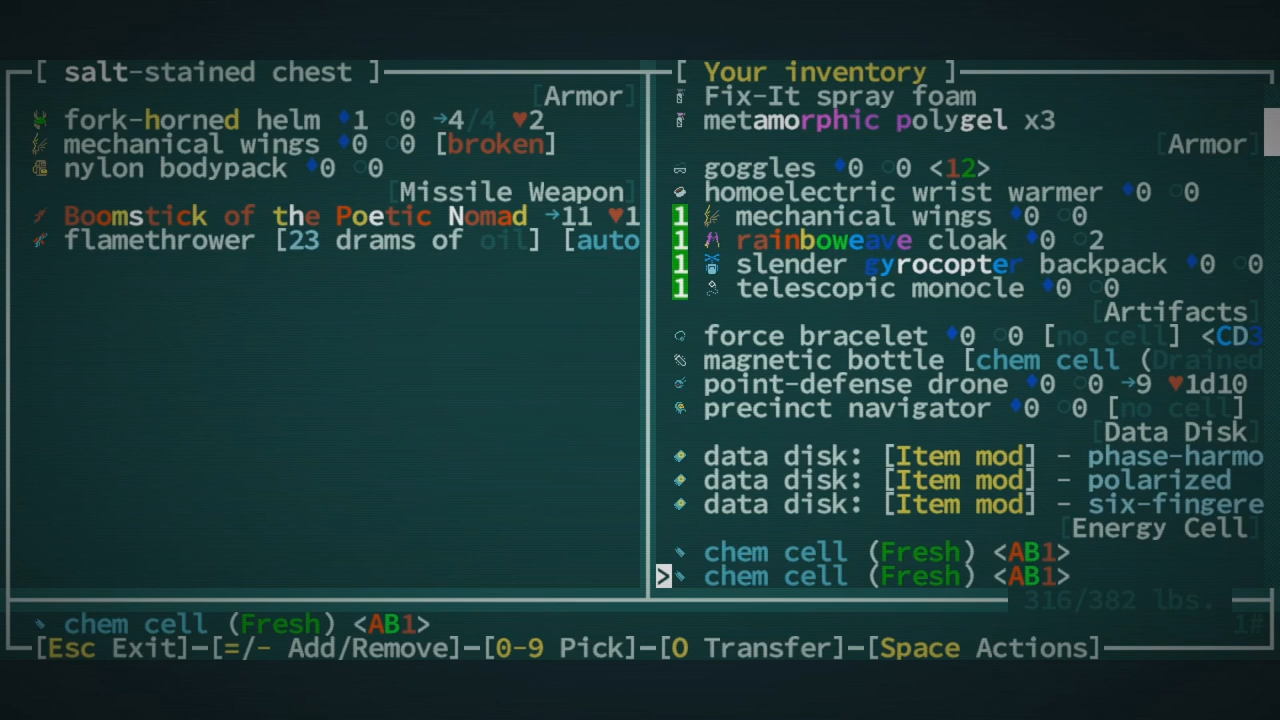 [ salt-stained chest ]
[Armor]
fork-horned helm ♦1 ○0 →4/4 ♥2
mechanical wings ♦0 ○0 [broken]
nylon bodypack ♦0 ○0
[Missile Weapon]
Boomstick of the Poetic Nomad →11 ♥1
flamethrower [23 drams of oil] [auto
[ Your inventory ]
Fix-It spray foam
metamorphic polygel x3
[Armor]
goggles ♦0 ○0 <12>
homoelectric wrist warmer ♦0 ○0
1 mechanical wings ♦0 ○0
1 rainboweave cloak ♦0 ○2
1 slender gyrocopter backpack ♦0 ○0
1 telescopic monocle ♦0 ○0
[Artifacts]
force bracelet ♦0 ○0 [no cell] <CD3
magnetic bottle [chem cell (Drained
point-defense drone ♦0 ○0 →9 ♥1d10
precinct navigator ♦0 ○0 [no cell]
[Data Disk]
data disk: [Item mod] - phase-harmo
data disk: [Item mod] - polarized
data disk: [Item mod] - six-fingere
[Energy Cell]
chem cell (Fresh) <AB1>
> chem cell (Fresh) <AB1>
316/382 lbs.
chem cell (Fresh) <AB1>
1#
[Esc Exit]-[=/- Add/Remove]-[0-9 Pick]-[O Transfer]-[Space Actions]